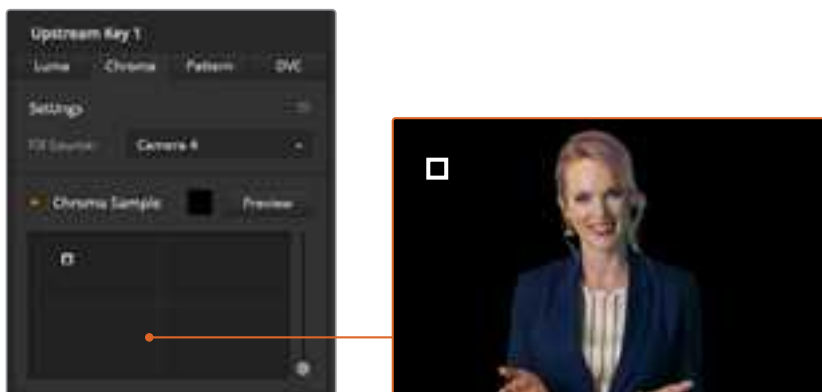 Upstream Key 1
Luma Chroma Pattern DVE
Settings
Fill Source: Camera 4
Chroma Sample Preview